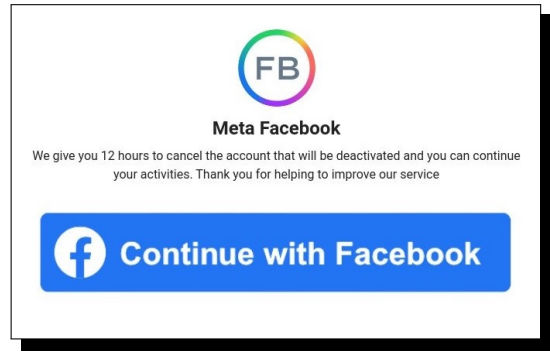 FB
Meta Facebook
We give you 12 hours to cancel the account that will be deactivated and you can continue
your activities. Thank you for helping to improve our service
Continue with Facebook